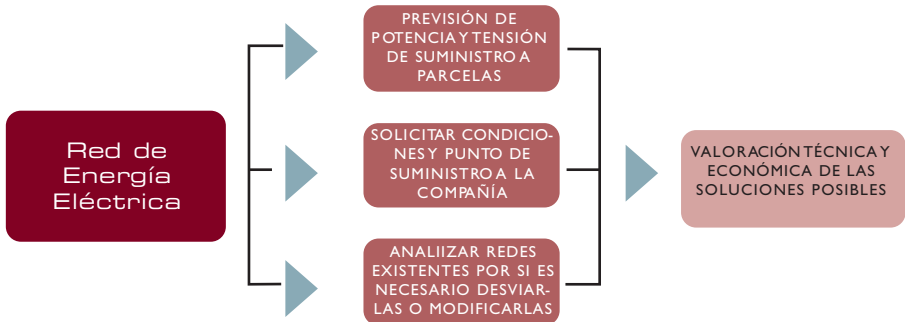 Red de
Energía
Eléctrica
PREVISIÓN DE
POTENCIA Y TENSIÓN
DE SUMINISTRO A
PARCELAS
SOLICITAR CONDICIO-
NES Y PUNTO DE
SUMINISTRO A LA
COMPAÑÍA
ANALIIZAR REDES
EXISTENTES POR SI ES
NECESARIO DESVIAR-
LAS O MODIFICARLAS
VALORACIÓN TÉCNICA Y
ECONÓMICA DE LAS
SOLUCIONES POSIBLES